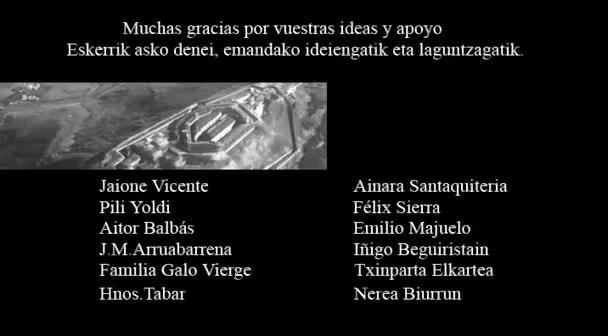 Muchas gracias por vuestras ideas y apoyo
Eskerrik asko denei, emandako ideiengatik eta laguntzagatik.
Jaione Vicente
Ainara Santaquiteria
Pili Yoldi
Félix Sierra
Aitor Balbás
Emilio Majuelo
J.M.Arruabarrena
Iñigo Beguiristain
Familia Galo Vierge
Txinparta Elkartea
Hnos.Tabar
Nerea Biurrun